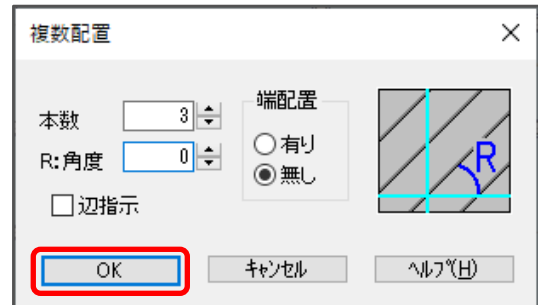 複数配置
本数 3
R:角度 0
辺指示
端配置
有り
無し
R
OK
ｷｬﾝｾﾙ
ﾍﾙﾌﾟ(H)